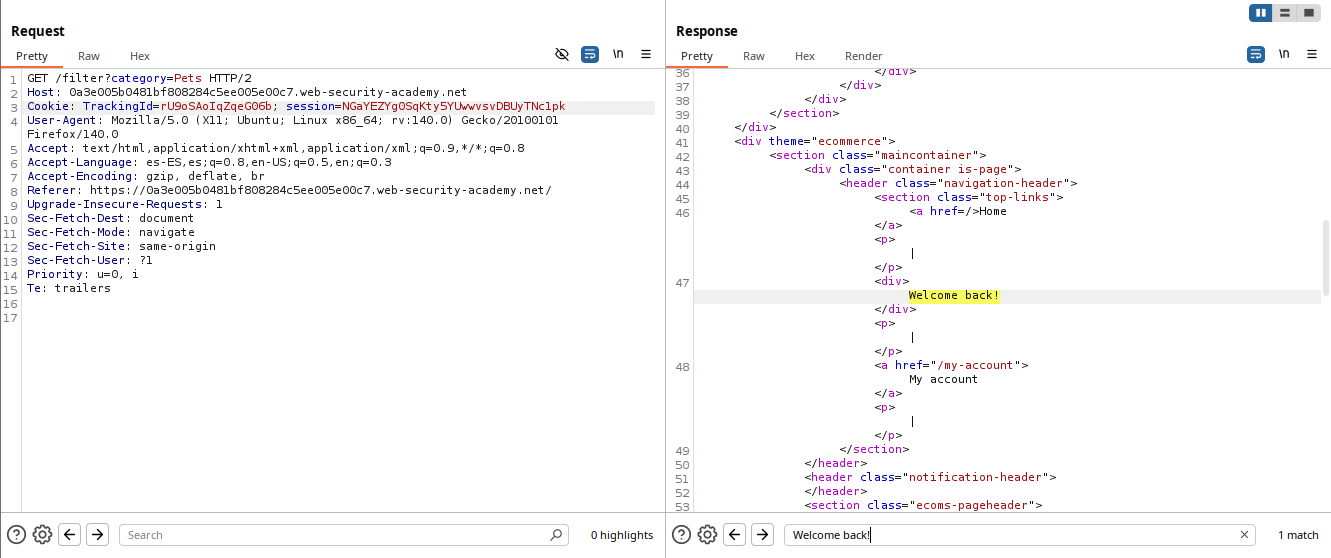 Request
Pretty Raw Hex \n
1 GET /filter?category=Pets HTTP/2
2 Host: 0a3e005b0481bf808284c5ee005e00c7.web-security-academy.net
3 Cookie: TrackingId=rU9oSAoIqZqeG06b; session=NGaYEZYg0SqKty5YUwwvsvDBUyTNc1pk
4 User-Agent: Mozilla/5.0 (X11; Ubuntu; Linux x86_64; rv:140.0) Gecko/20100101
Firefox/140.0
5 Accept: text/html,application/xhtml+xml,application/xml;q=0.9,*/*;q=0.8
6 Accept-Language: es-ES,es;q=0.8,en-US;q=0.5,en;q=0.3
7 Accept-Encoding: gzip, deflate, br
8 Referer: https://0a3e005b0481bf808284c5ee005e00c7.web-security-academy.net/
9 Upgrade-Insecure-Requests: 1
10 Sec-Fetch-Dest: document
11 Sec-Fetch-Mode: navigate
12 Sec-Fetch-Site: same-origin
13 Sec-Fetch-User: ?1
14 Priority: u=0, i
15 Te: trailers
16
17
Search 0 highlights
Response
Pretty Raw Hex Render \n
36 </div>
37 </div>
38 </div>
39 </section>
40 </div>
41 <div theme="ecommerce">
42 <section class="maincontainer">
43 <div class="container is-page">
44 <header class="navigation-header">
45 <section class="top-links">
46 <a href=/>Home
</a>
<p>
|
</p>
47 <div>
Welcome back!
</div>
<p>
|
</p>
48 <a href="/my-account">
My account
</a>
<p>
|
</p>
49 </section>
50 </header>
51 <header class="notification-header">
52 </header>
53 <section class="ecoms-pageheader">
Welcome back! 1 match